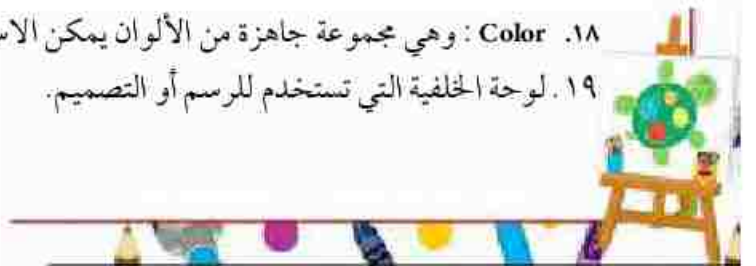 ١٨. Color : وهي مجموعة جاهزة من الألوان يمكن
١٩. لوحة الخلفية التي تستخدم للرسم أو التصميم.